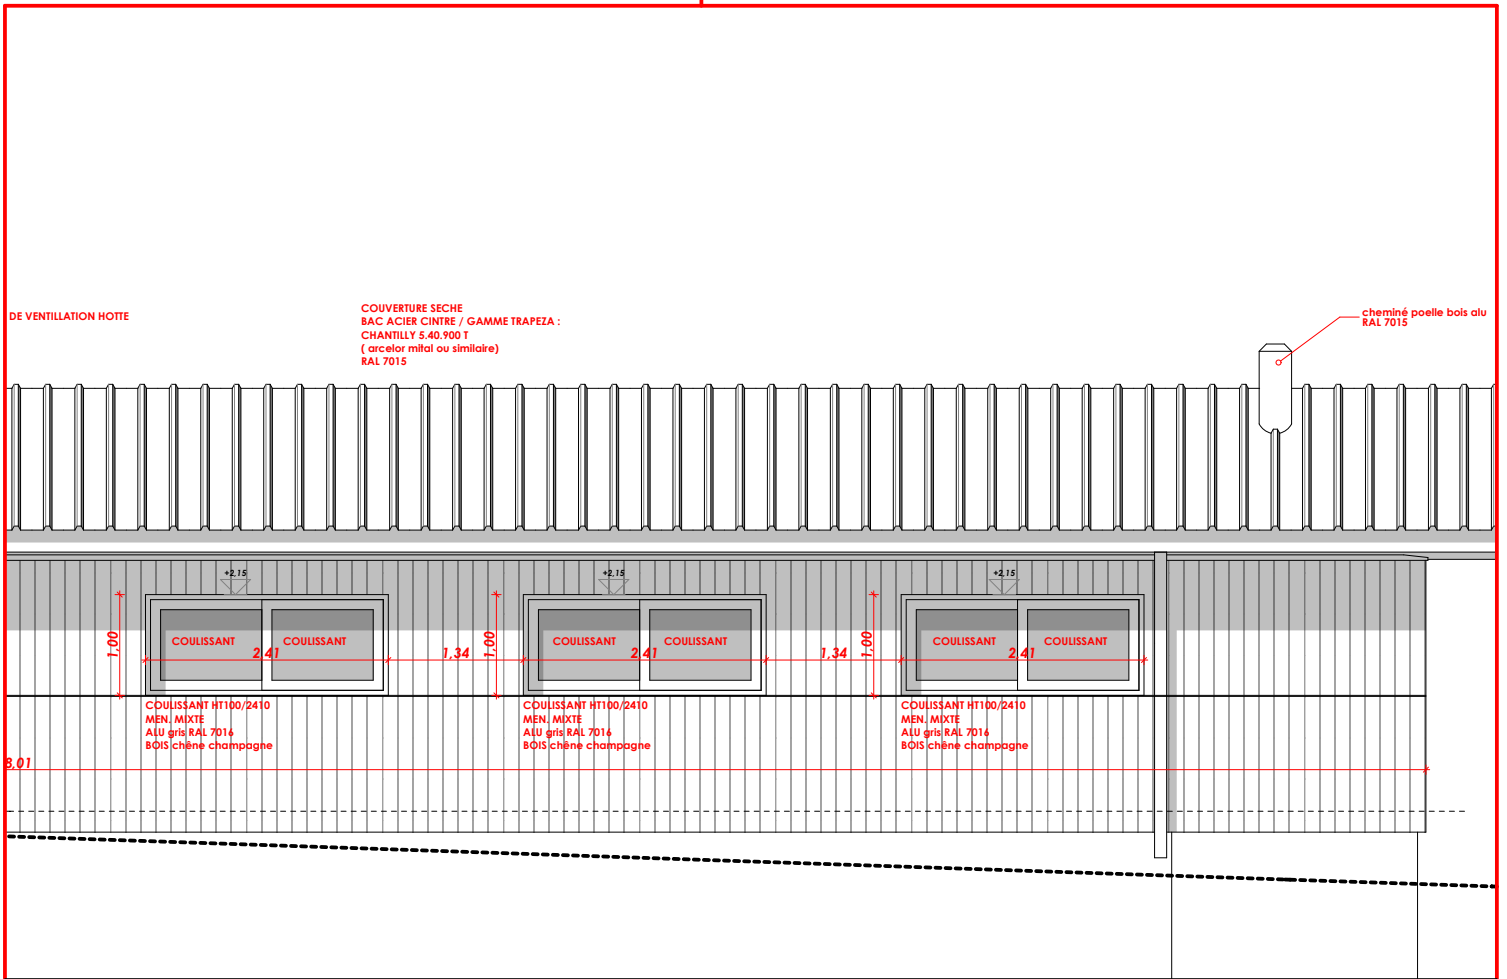 DE VENTILLATION HOTTE
COUVERTURE SECHE
BAC ACIER CINTRE / GAMME TRAPEZA :
CHANTILLY 5.40.900 T
( arcelor mital ou similaire)
RAL 7015
cheminé poelle bois alu
RAL 7015
+2,15
+2,15
+2,15
1,00
COULISSANT
COULISSANT
2,41
1,34
1,00
COULISSANT
COULISSANT
2,41
1,34
1,00
COULISSANT
COULISSANT
2,41
COULISSANT HT100/2410
MEN. MIXTE
ALU gris RAL 7016
BOIS chêne champagne
COULISSANT HT100/2410
MEN. MIXTE
ALU gris RAL 7016
BOIS chêne champagne
COULISSANT HT100/2410
MEN. MIXTE
ALU gris RAL 7016
BOIS chêne champagne
8,01